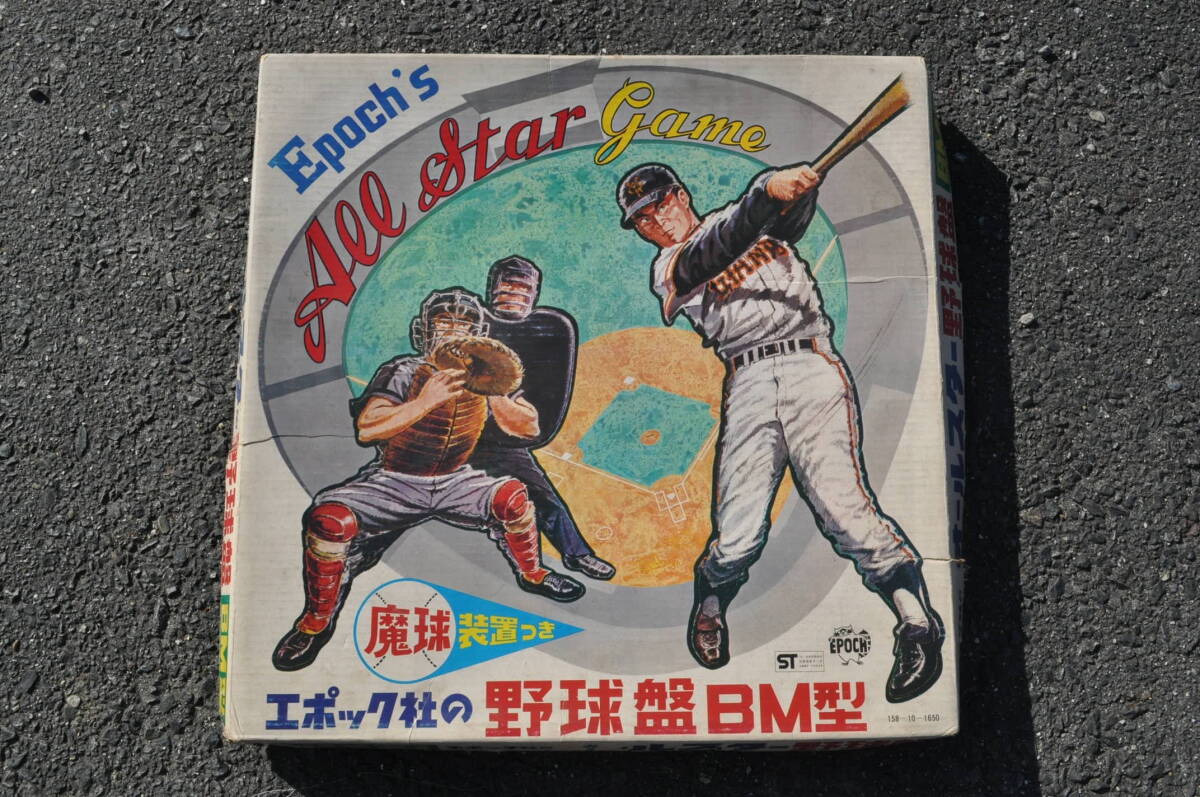 Epoch's
All Star Game
GIANTS
魔球装置つき
ST
EPOCH
エポック社の 野球盤 BM型
158-10-1650